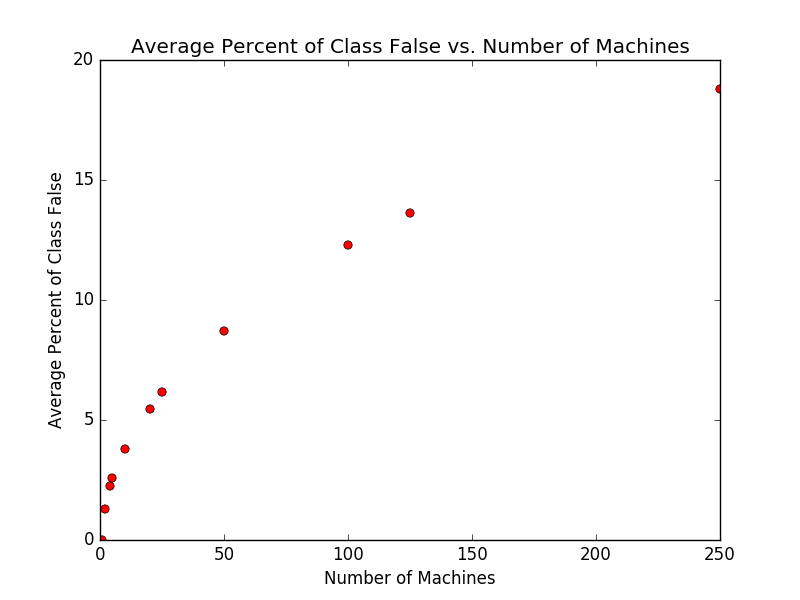 Average Percent of Class False vs. Number of Machines
20
15
10
5
0
Average Percent of Class False
0 50 100 150 200 250
Number of Machines